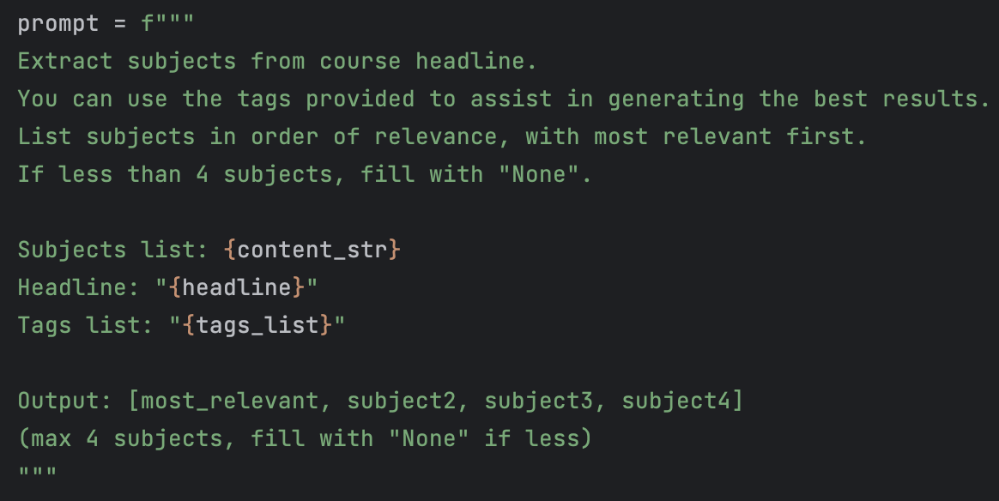 prompt = f"""
Extract subjects from course headline.
You can use the tags provided to assist in generating the best results.
List subjects in order of relevance, with most relevant first.
If less than 4 subjects, fill with "None".
Subjects list: {content_str}
Headline: "{headline}"
Tags list: "{tags_list}"
Output: [most_relevant, subject2, subject3, subject4]
(max 4 subjects, fill with "None" if less)
"""